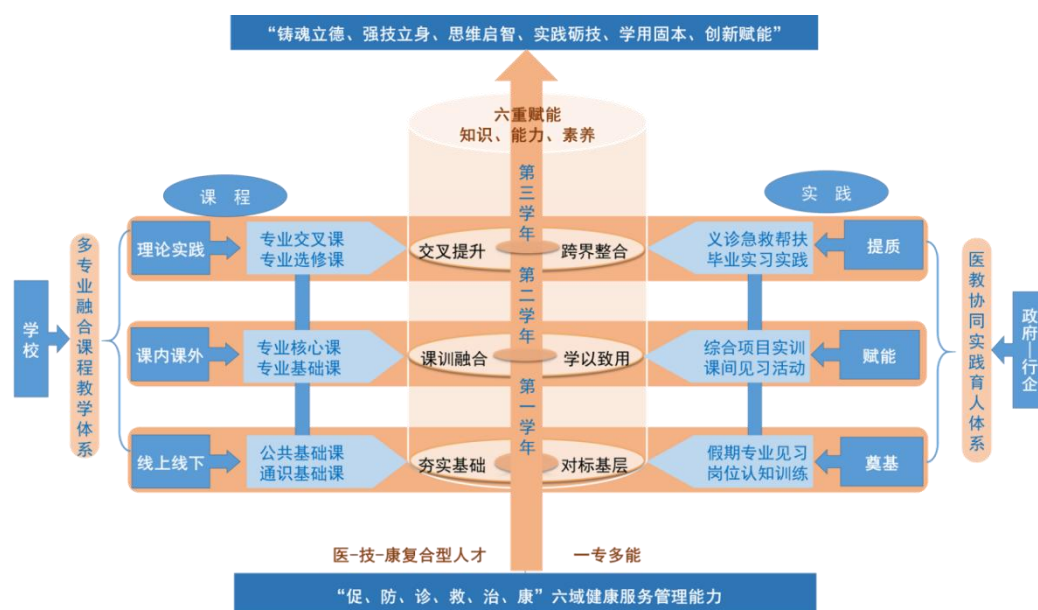 “铸魂立德、强技立身、思维启智、实践砺技、学用固本、创新赋能”
六重赋能
知识、能力、素养
课 程
实 践
第三学年
第二学年
第一学年
学校
多专业融合课程教学体系
理论实践
专业交叉课
专业选修课
交叉提升
跨界整合
义诊急救帮扶
毕业实习实践
提质
课内课外
专业核心课
专业基础课
课训融合
学以致用
综合项目实训
课间见习活动
赋能
线上线下
公共基础课
通识基础课
夯实基础
对标基层
假期专业见习
岗位认知训练
奠基
医教协同实践育人体系
政府—行企
医-技-康复合型人才
一专多能
“促、防、诊、救、治、康”六域健康服务管理能力